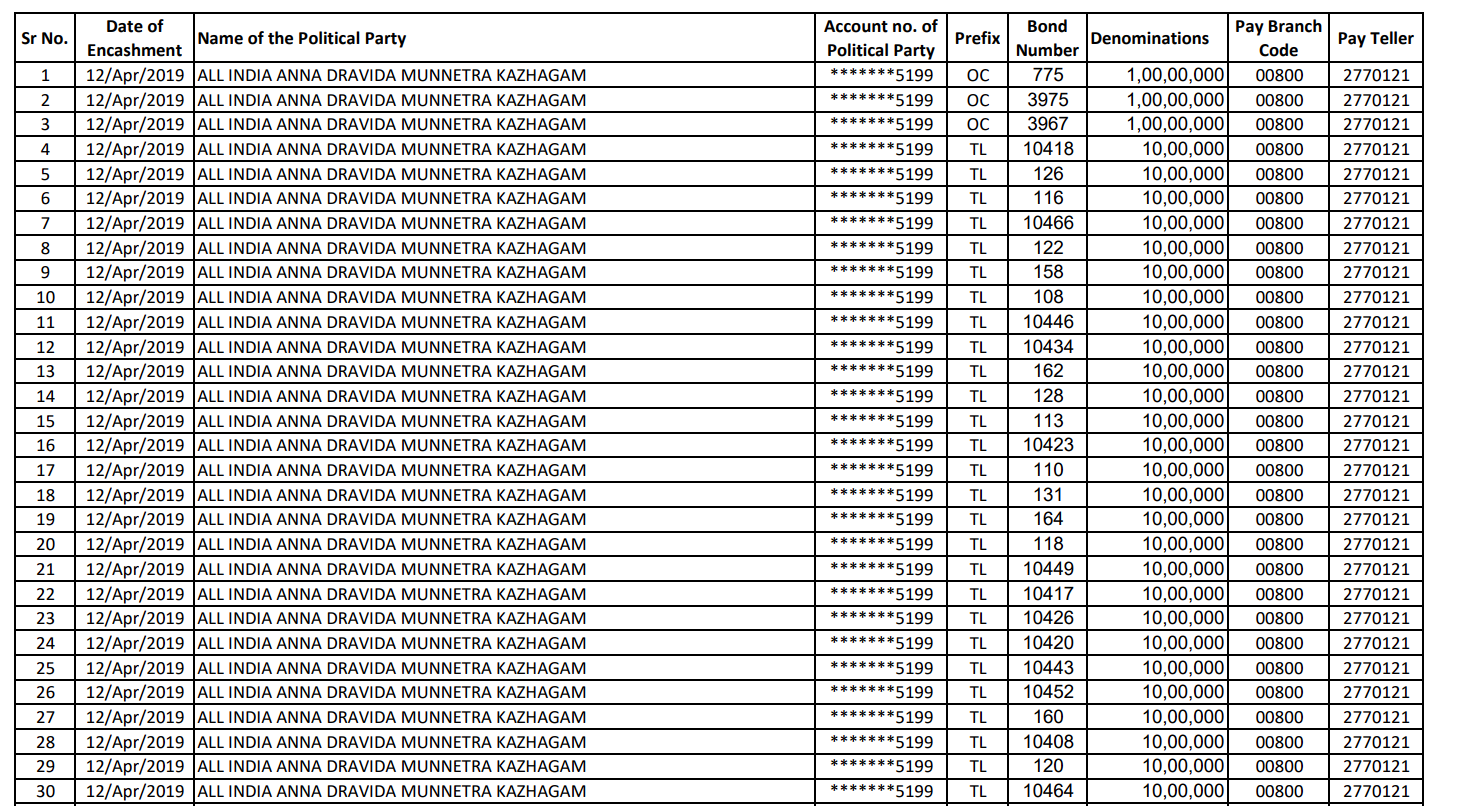 Sr No. Date of Encashment Name of the Political Party Account no. of Political Party Prefix Bond Number Denominations Pay Branch Code Pay Teller
1 12/Apr/2019 ALL INDIA ANNA DRAVIDA MUNNETRA KAZHAGAM *******5199 OC 775 1,00,00,000 00800 2770121
2 12/Apr/2019 ALL INDIA ANNA DRAVIDA MUNNETRA KAZHAGAM *******5199 OC 3975 1,00,00,000 00800 2770121
3 12/Apr/2019 ALL INDIA ANNA DRAVIDA MUNNETRA KAZHAGAM *******5199 OC 3967 1,00,00,000 00800 2770121
4 12/Apr/2019 ALL INDIA ANNA DRAVIDA MUNNETRA KAZHAGAM *******5199 TL 10418 10,00,000 00800 2770121
5 12/Apr/2019 ALL INDIA ANNA DRAVIDA MUNNETRA KAZHAGAM *******5199 TL 126 10,00,000 00800 2770121
6 12/Apr/2019 ALL INDIA ANNA DRAVIDA MUNNETRA KAZHAGAM *******5199 TL 116 10,00,000 00800 2770121
7 12/Apr/2019 ALL INDIA ANNA DRAVIDA MUNNETRA KAZHAGAM *******5199 TL 10466 10,00,000 00800 2770121
8 12/Apr/2019 ALL INDIA ANNA DRAVIDA MUNNETRA KAZHAGAM *******5199 TL 122 10,00,000 00800 2770121
9 12/Apr/2019 ALL INDIA ANNA DRAVIDA MUNNETRA KAZHAGAM *******5199 TL 158 10,00,000 00800 2770121
10 12/Apr/2019 ALL INDIA ANNA DRAVIDA MUNNETRA KAZHAGAM *******5199 TL 108 10,00,000 00800 2770121
11 12/Apr/2019 ALL INDIA ANNA DRAVIDA MUNNETRA KAZHAGAM *******5199 TL 10446 10,00,000 00800 2770121
12 12/Apr/2019 ALL INDIA ANNA DRAVIDA MUNNETRA KAZHAGAM *******5199 TL 10434 10,00,000 00800 2770121
13 12/Apr/2019 ALL INDIA ANNA DRAVIDA MUNNETRA KAZHAGAM *******5199 TL 162 10,00,000 00800 2770121
14 12/Apr/2019 ALL INDIA ANNA DRAVIDA MUNNETRA KAZHAGAM *******5199 TL 128 10,00,000 00800 2770121
15 12/Apr/2019 ALL INDIA ANNA DRAVIDA MUNNETRA KAZHAGAM *******5199 TL 113 10,00,000 00800 2770121
16 12/Apr/2019 ALL INDIA ANNA DRAVIDA MUNNETRA KAZHAGAM *******5199 TL 10423 10,00,000 00800 2770121
17 12/Apr/2019 ALL INDIA ANNA DRAVIDA MUNNETRA KAZHAGAM *******5199 TL 110 10,00,000 00800 2770121
18 12/Apr/2019 ALL INDIA ANNA DRAVIDA MUNNETRA KAZHAGAM *******5199 TL 131 10,00,000 00800 2770121
19 12/Apr/2019 ALL INDIA ANNA DRAVIDA MUNNETRA KAZHAGAM *******5199 TL 164 10,00,000 00800 2770121
20 12/Apr/2019 ALL INDIA ANNA DRAVIDA MUNNETRA KAZHAGAM *******5199 TL 118 10,00,000 00800 2770121
21 12/Apr/2019 ALL INDIA ANNA DRAVIDA MUNNETRA KAZHAGAM *******5199 TL 10449 10,00,000 00800 2770121
22 12/Apr/2019 ALL INDIA ANNA DRAVIDA MUNNETRA KAZHAGAM *******5199 TL 10417 10,00,000 00800 2770121
23 12/Apr/2019 ALL INDIA ANNA DRAVIDA MUNNETRA KAZHAGAM *******5199 TL 10426 10,00,000 00800 2770121
24 12/Apr/2019 ALL INDIA ANNA DRAVIDA MUNNETRA KAZHAGAM *******5199 TL 10420 10,00,000 00800 2770121
25 12/Apr/2019 ALL INDIA ANNA DRAVIDA MUNNETRA KAZHAGAM *******5199 TL 10443 10,00,000 00800 2770121
26 12/Apr/2019 ALL INDIA ANNA DRAVIDA MUNNETRA KAZHAGAM *******5199 TL 10452 10,00,000 00800 2770121
27 12/Apr/2019 ALL INDIA ANNA DRAVIDA MUNNETRA KAZHAGAM *******5199 TL 160 10,00,000 00800 2770121
28 12/Apr/2019 ALL INDIA ANNA DRAVIDA MUNNETRA KAZHAGAM *******5199 TL 10408 10,00,000 00800 2770121
29 12/Apr/2019 ALL INDIA ANNA DRAVIDA MUNNETRA KAZHAGAM *******5199 TL 120 10,00,000 00800 2770121
30 12/Apr/2019 ALL INDIA ANNA DRAVIDA MUNNETRA KAZHAGAM *******5199 TL 10464 10,00,000 00800 2770121